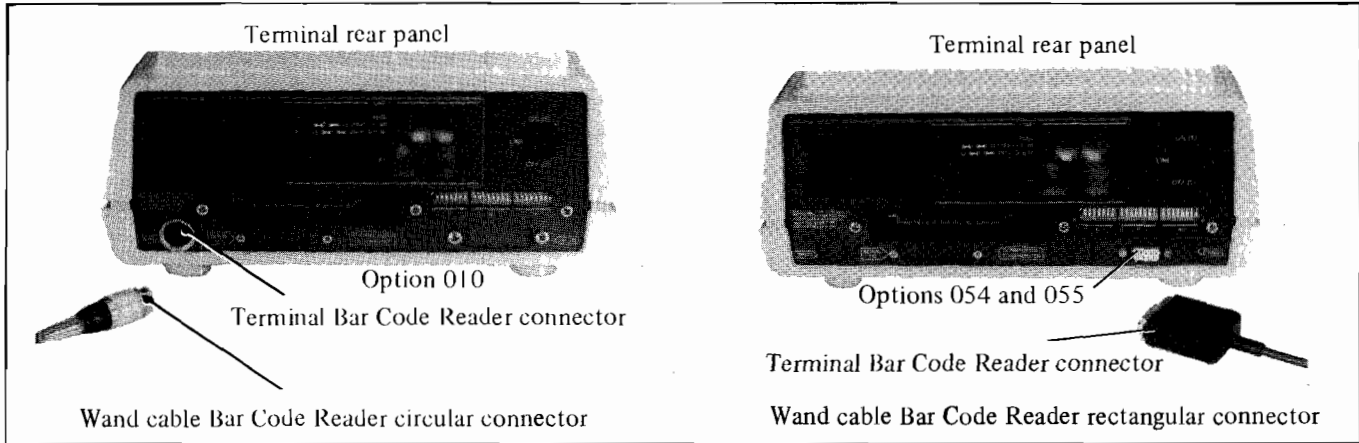 Terminal rear panel
Option 010
Terminal Bar Code Reader connector
Wand cable Bar Code Reader circular connector
Terminal rear panel
Options 054 and 055
Terminal Bar Code Reader connector
Wand cable Bar Code Reader rectangular connector